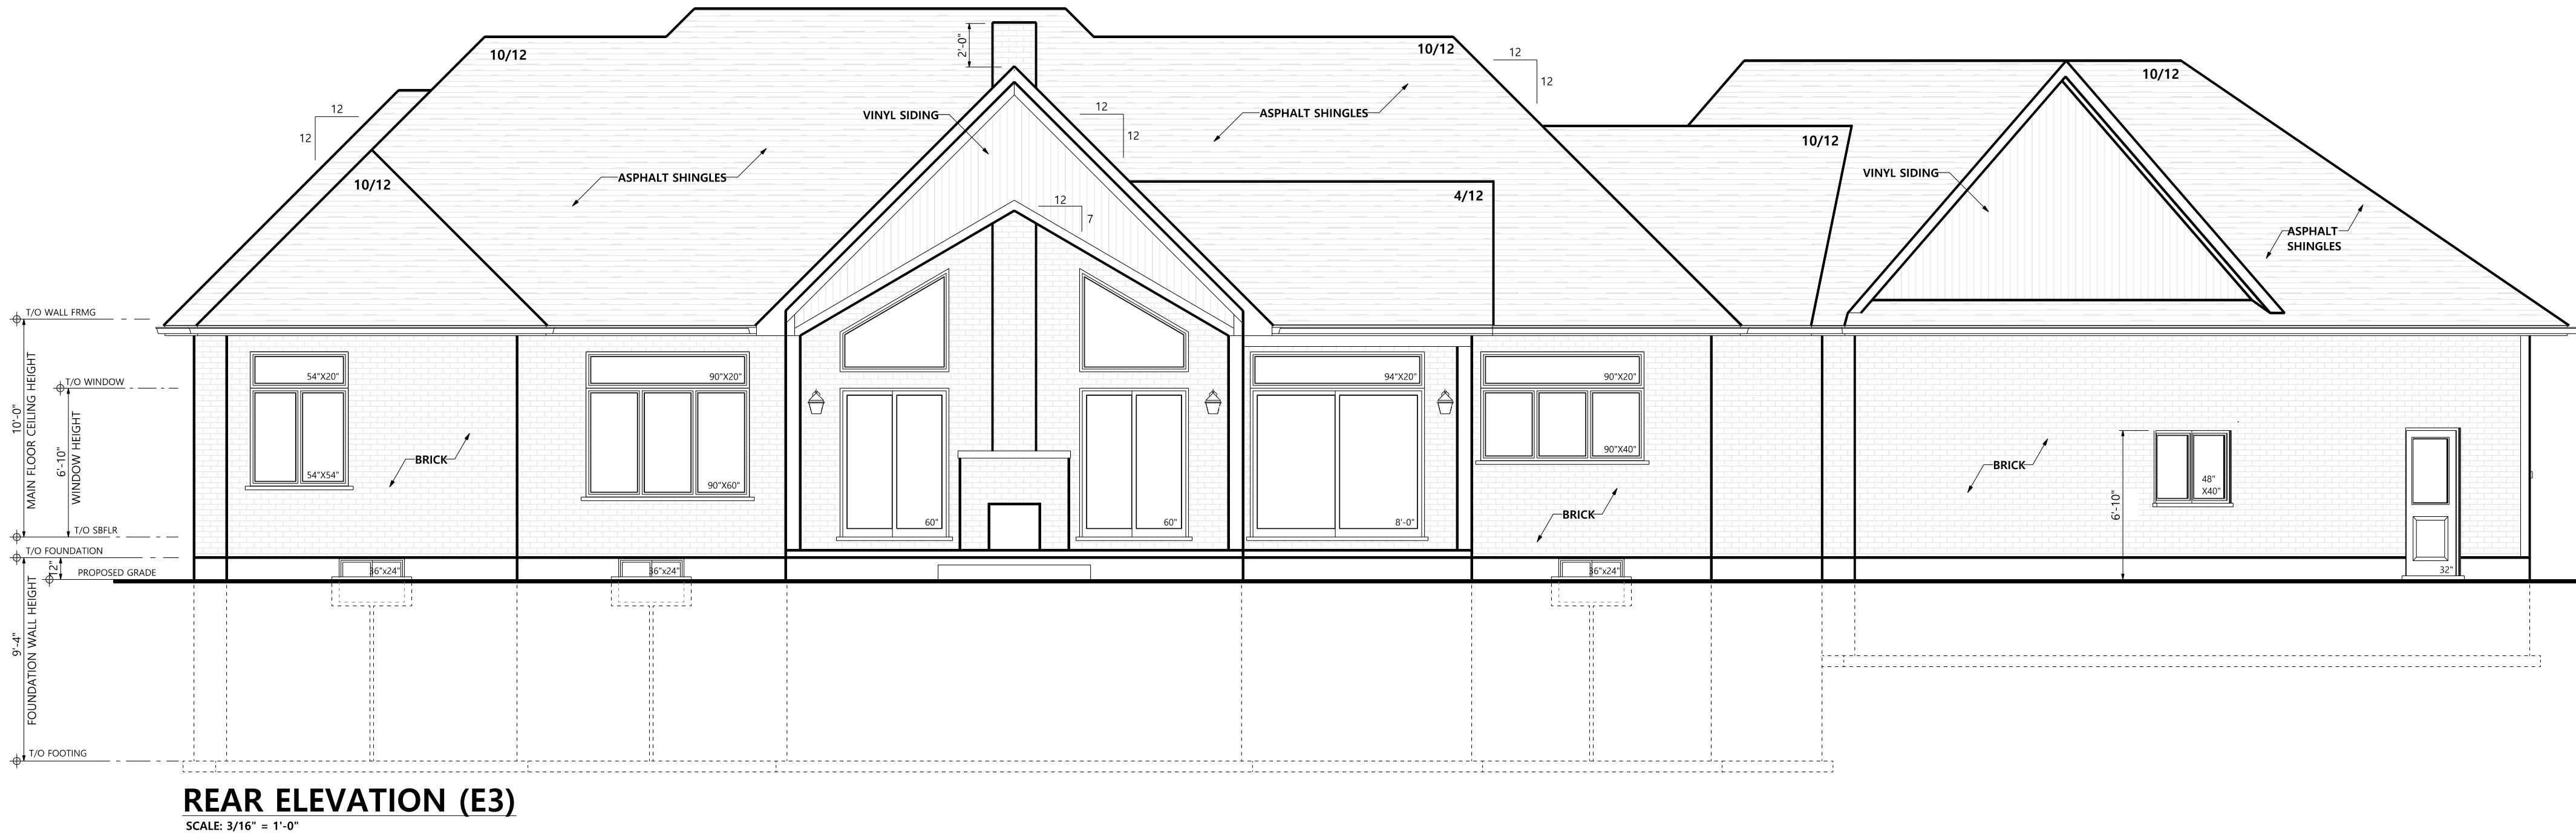 2'-0"
10/12
10/12
12
12
10/12
12
12
12
12
VINYL SIDING
ASPHALT SHINGLES
10/12
VINYL SIDING
ASPHALT SHINGLES
10/12
4/12
12
7
ASPHALT
SHINGLES
T/O WALL FRMG
T/O WINDOW
10'-0"
MAIN FLOOR CEILING HEIGHT
6'-10"
WINDOW HEIGHT
54"X20"
90"X20"
94"X20"
90"X20"
54"X54"
90"X60"
90"X40"
BRICK
BRICK
BRICK
48"
X40"
6'-10"
60"
60"
8'-0"
T/O SBFLR
T/O FOUNDATION
12"
PROPOSED GRADE
36"x24"
36"x24"
36"x24"
32"
9'-4"
FOUNDATION WALL HEIGHT
T/O FOOTING
REAR ELEVATION (E3)
SCALE: 3/16" = 1'-0"